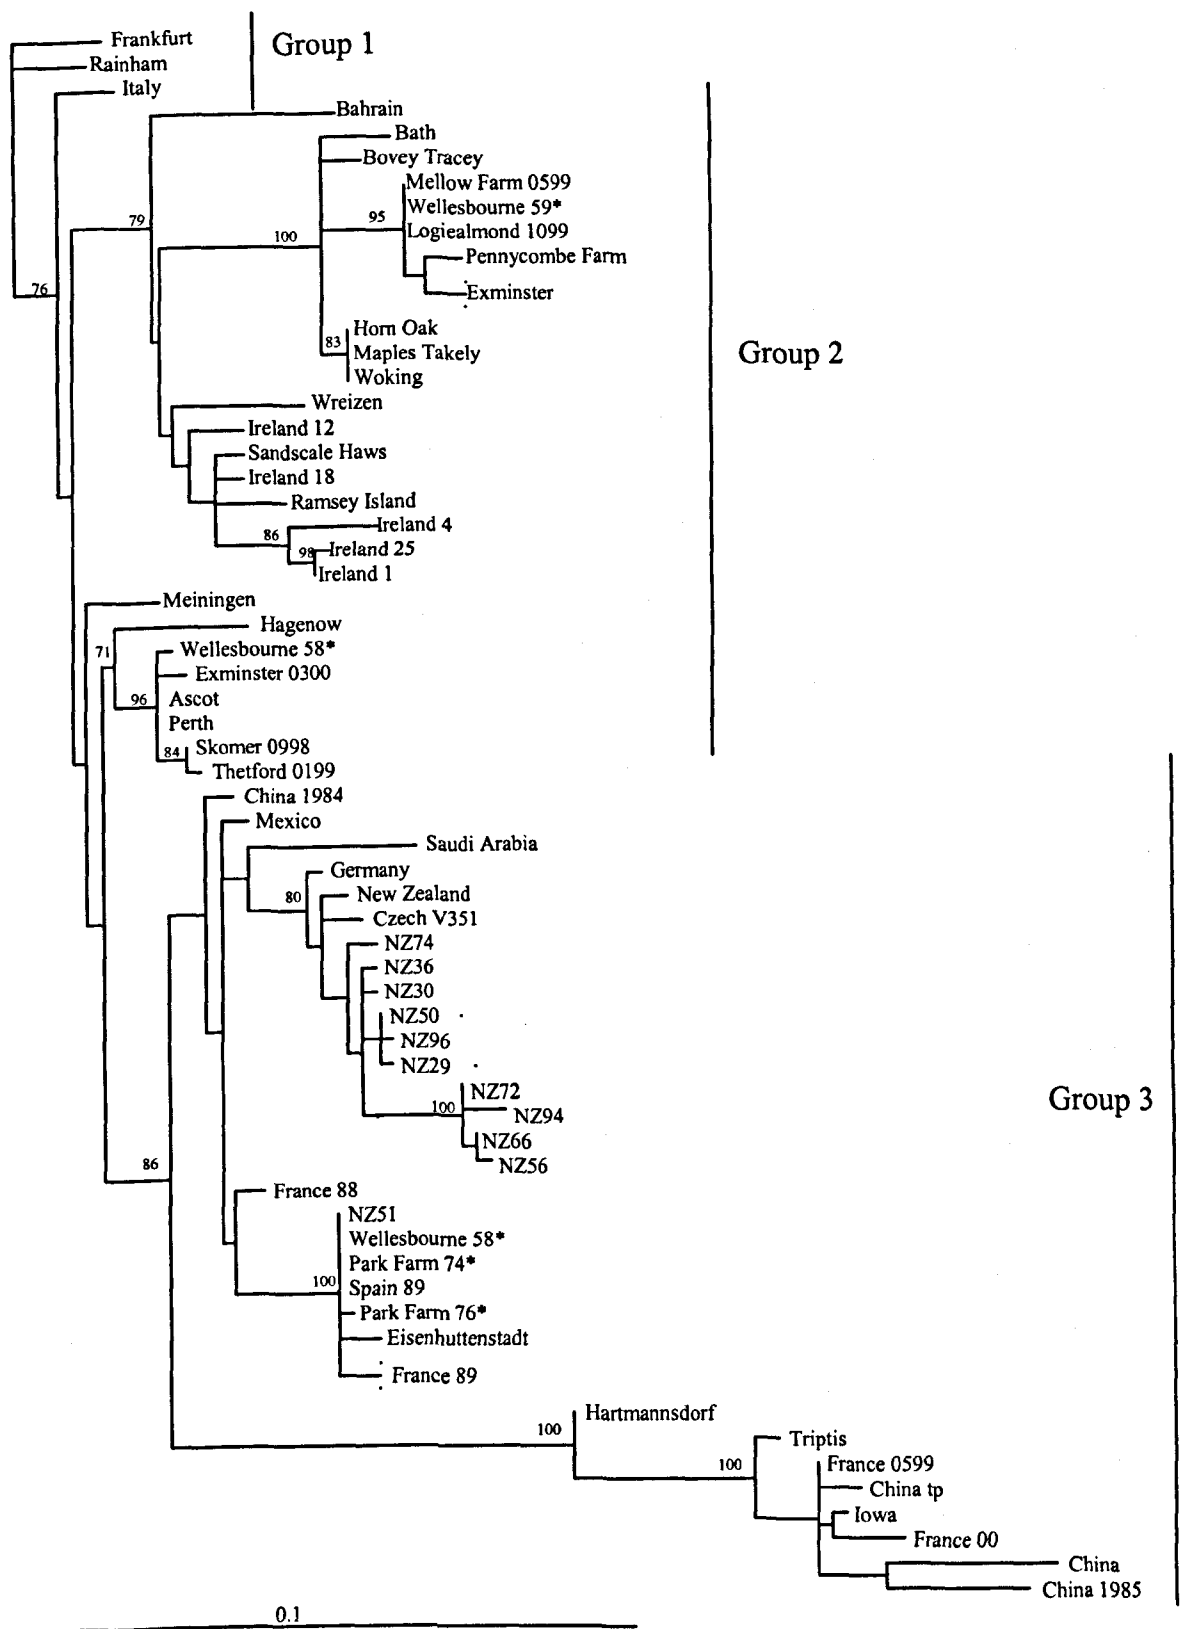 Frankfurt
Group 1
Rainham
Italy
Bahrain
Bath
Bovey Tracey
Mellow Farm 0599
95
Wellesbourne 59*
79
Logiealmond 1099
100
Pennycombe Farm
76
Exminster
Horn Oak
83
Maples Takely
Group 2
Woking
Wreizen
Ireland 12
Sandscale Haws
Ireland 18
Ramsey Island
Ireland 4
86
98
Ireland 25
Ireland 1
Meiningen
Hagenow
71
Wellesbourne 58*
Exminster 0300
96
Ascot
Perth
84
Skomer 0998
Thetford 0199
China 1984
Mexico
Saudi Arabia
Germany
80
New Zealand
Czech V351
NZ74
NZ36
NZ30
NZ50
NZ96
NZ29
NZ72
100
NZ94
Group 3
NZ66
86
NZ56
France 88
NZ51
Wellesbourne 58*
Park Farm 74*
100
Spain 89
Park Farm 76*
Eisenhuttenstadt
France 89
Hartmannsdorf
100
Triptis
100
France 0599
China tp
Iowa
France 00
China
China 1985
0.1